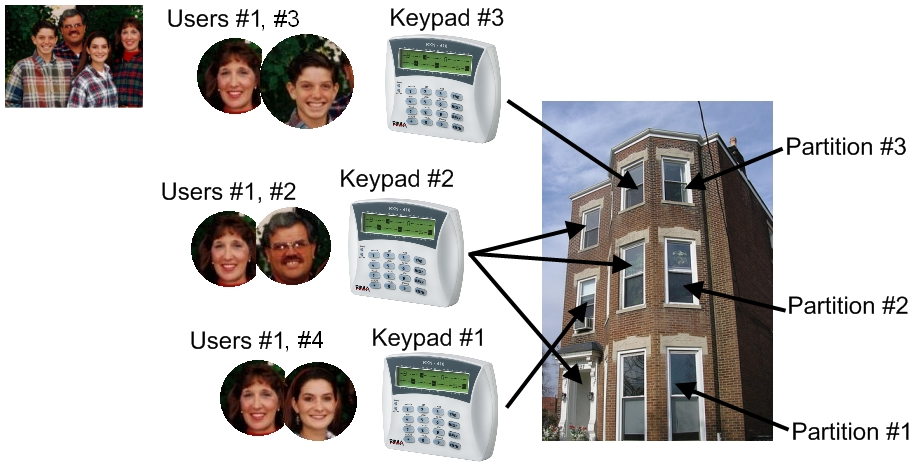 Users #1, #3
Keypad #3
Partition #3
Users #1, #2
Keypad #2
Partition #2
Users #1, #4
Keypad #1
Partition #1